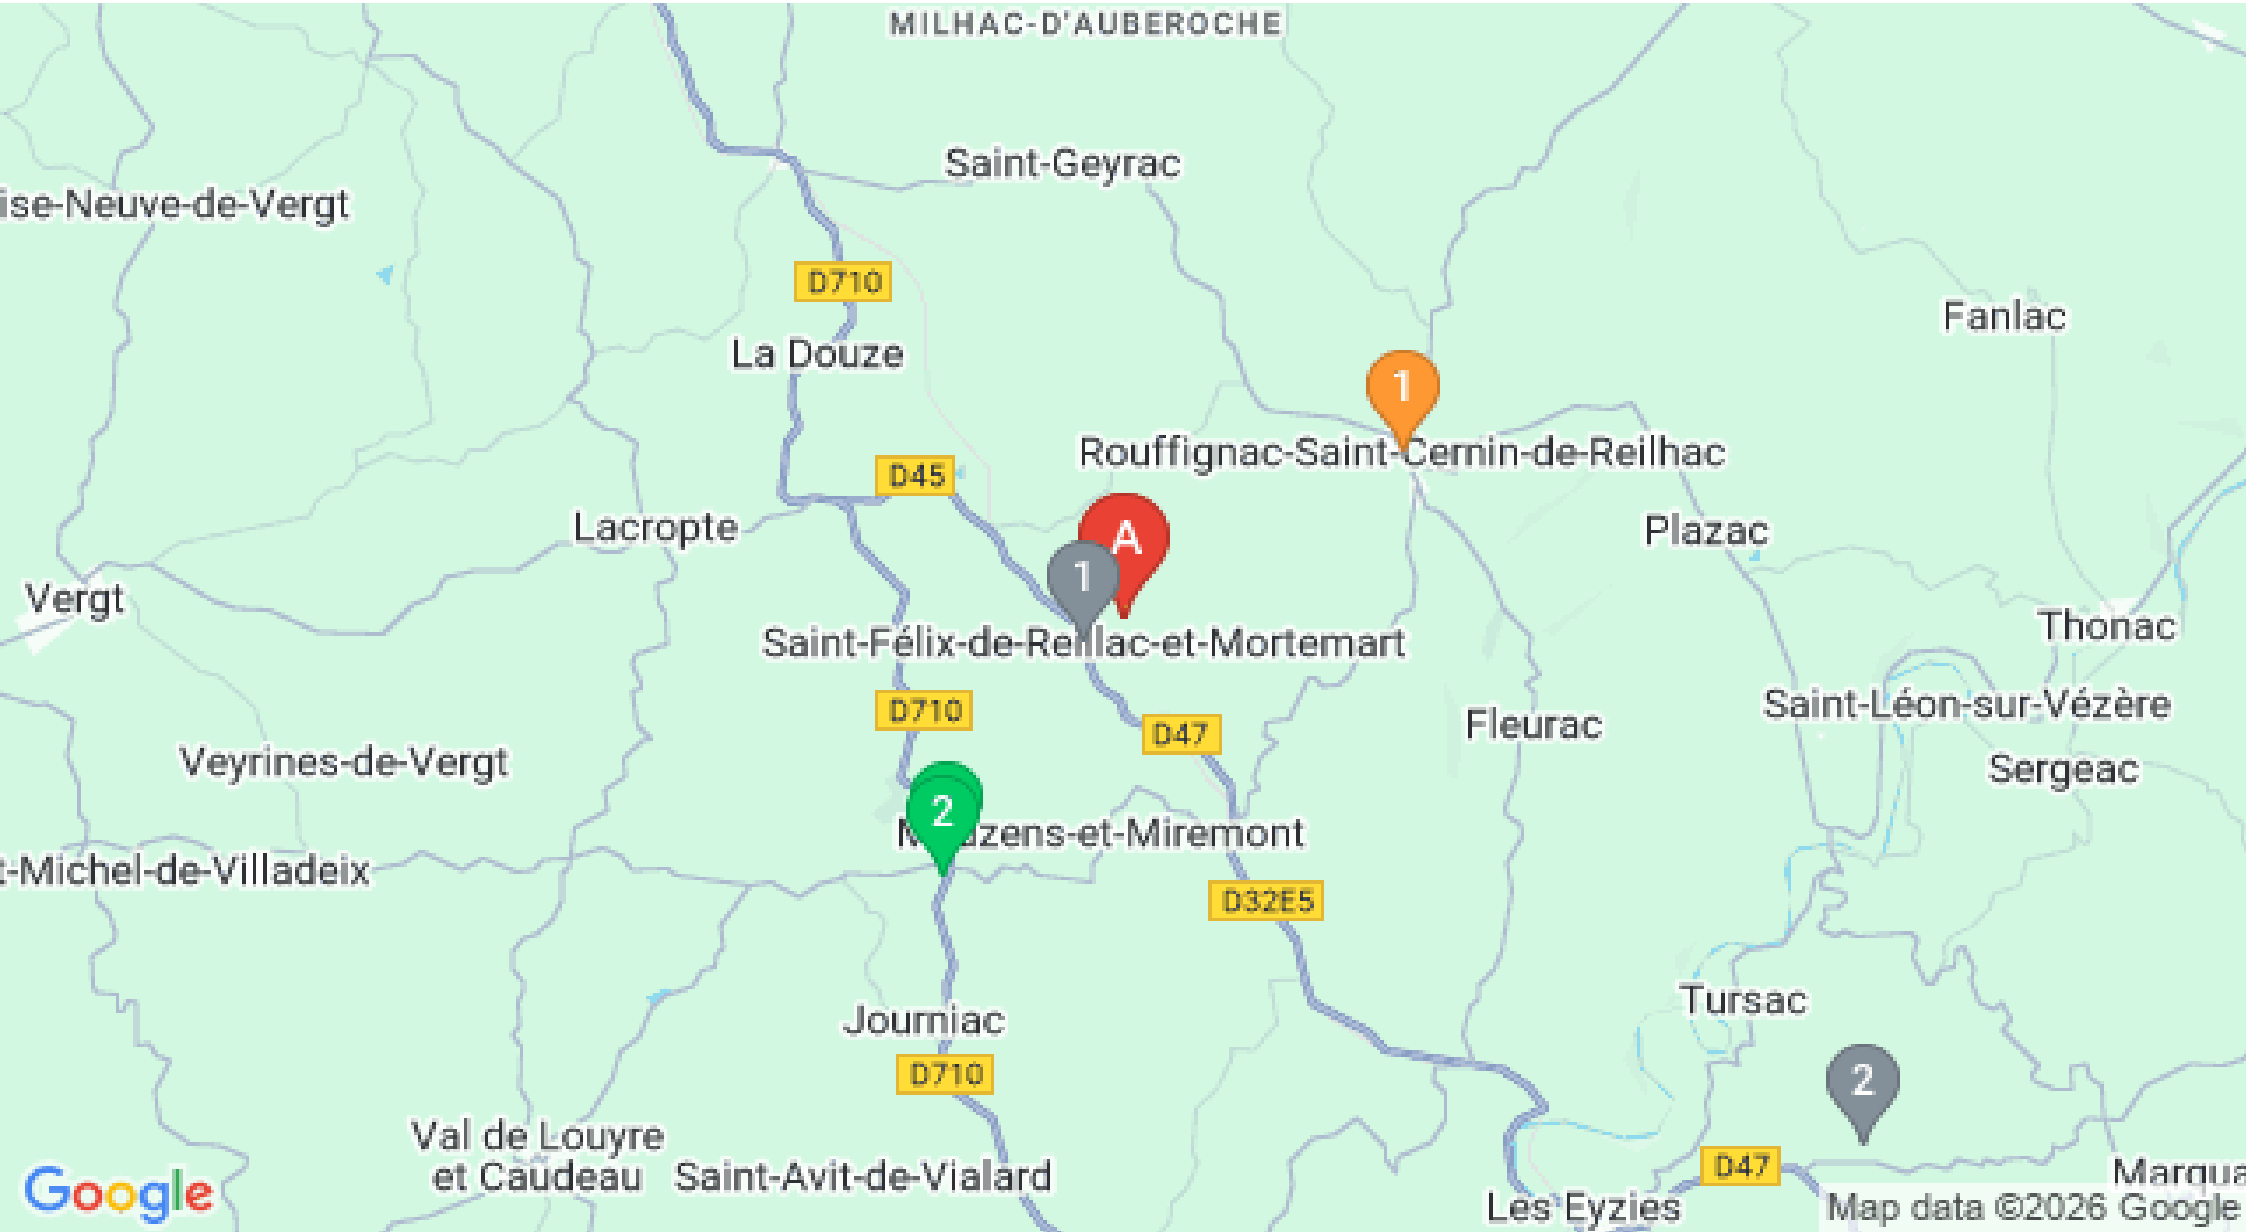 MILHAC-D'AUBEROCHE
Saint-Geyrac
ise-Neuve-de-Vergt
D710
Fanlac
La Douze
1
Rouffignac-Saint-Cernin-de-Reilhac
D45
Lacropte
A
Plazac
1
Vergt
Thonac
Saint-Félix-de-Reillac-et-Mortemart
D710
Saint-Léon-sur-Vézère
D47
Fleurac
Veyrines-de-Vergt
Sergeac
2
zens-et-Miremont
t-Michel-de-Villadeix
D32E5
Tursac
Journiac
D710
2
Val de Louyre
et Caudeau
Saint-Avit-de-Vialard
D47
Marqua
Google
Les Eyzies
Map data ©2026 Google